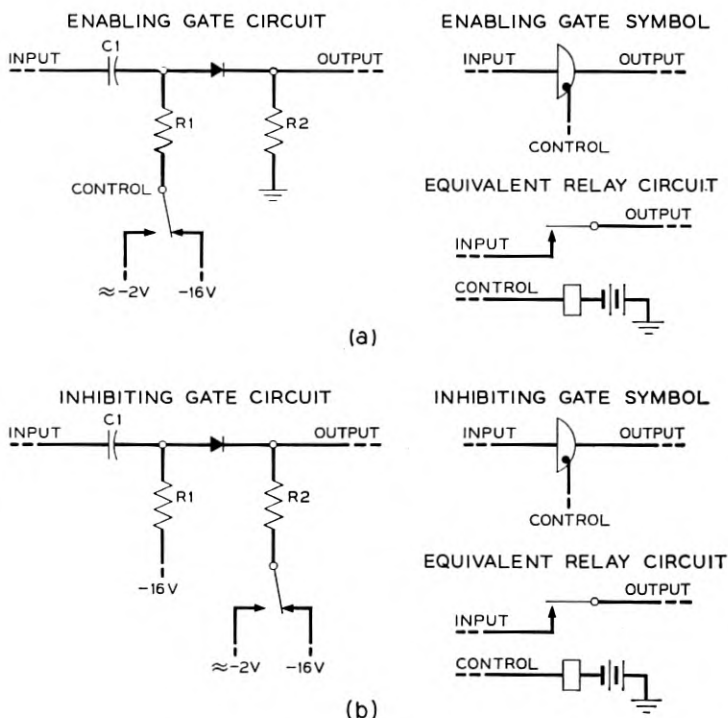 ENABLING GATE CIRCUIT
C1
INPUT
OUTPUT
R1
R2
CONTROL
≈-2V
-16V
ENABLING GATE SYMBOL
INPUT
OUTPUT
CONTROL
EQUIVALENT RELAY CIRCUIT
OUTPUT
INPUT
CONTROL
(a)
INHIBITING GATE CIRCUIT
C1
INPUT
OUTPUT
R1
R2
-16V
≈-2V
-16V
INHIBITING GATE SYMBOL
INPUT
OUTPUT
CONTROL
EQUIVALENT RELAY CIRCUIT
OUTPUT
INPUT
CONTROL
(b)